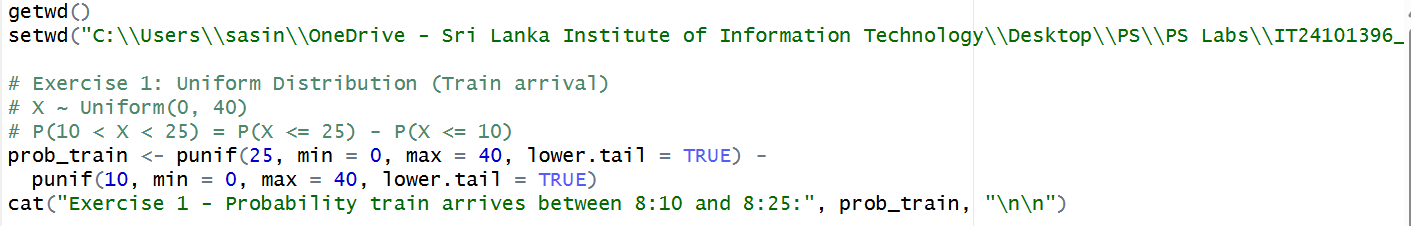 getwd()
setwd("C:\\Users\\sasin\\OneDrive - Sri Lanka Institute of Information Technology\\Desktop\\PS\\PS Labs\\IT24101396_
# Exercise 1: Uniform Distribution (Train arrival)
# X ~ Uniform(0, 40)
# P(10 < X < 25) = P(X <= 25) - P(X <= 10)
prob_train <- punif(25, min = 0, max = 40, lower.tail = TRUE) -
  punif(10, min = 0, max = 40, lower.tail = TRUE)
cat("Exercise 1 - Probability train arrives between 8:10 and 8:25:", prob_train, "\n\n")